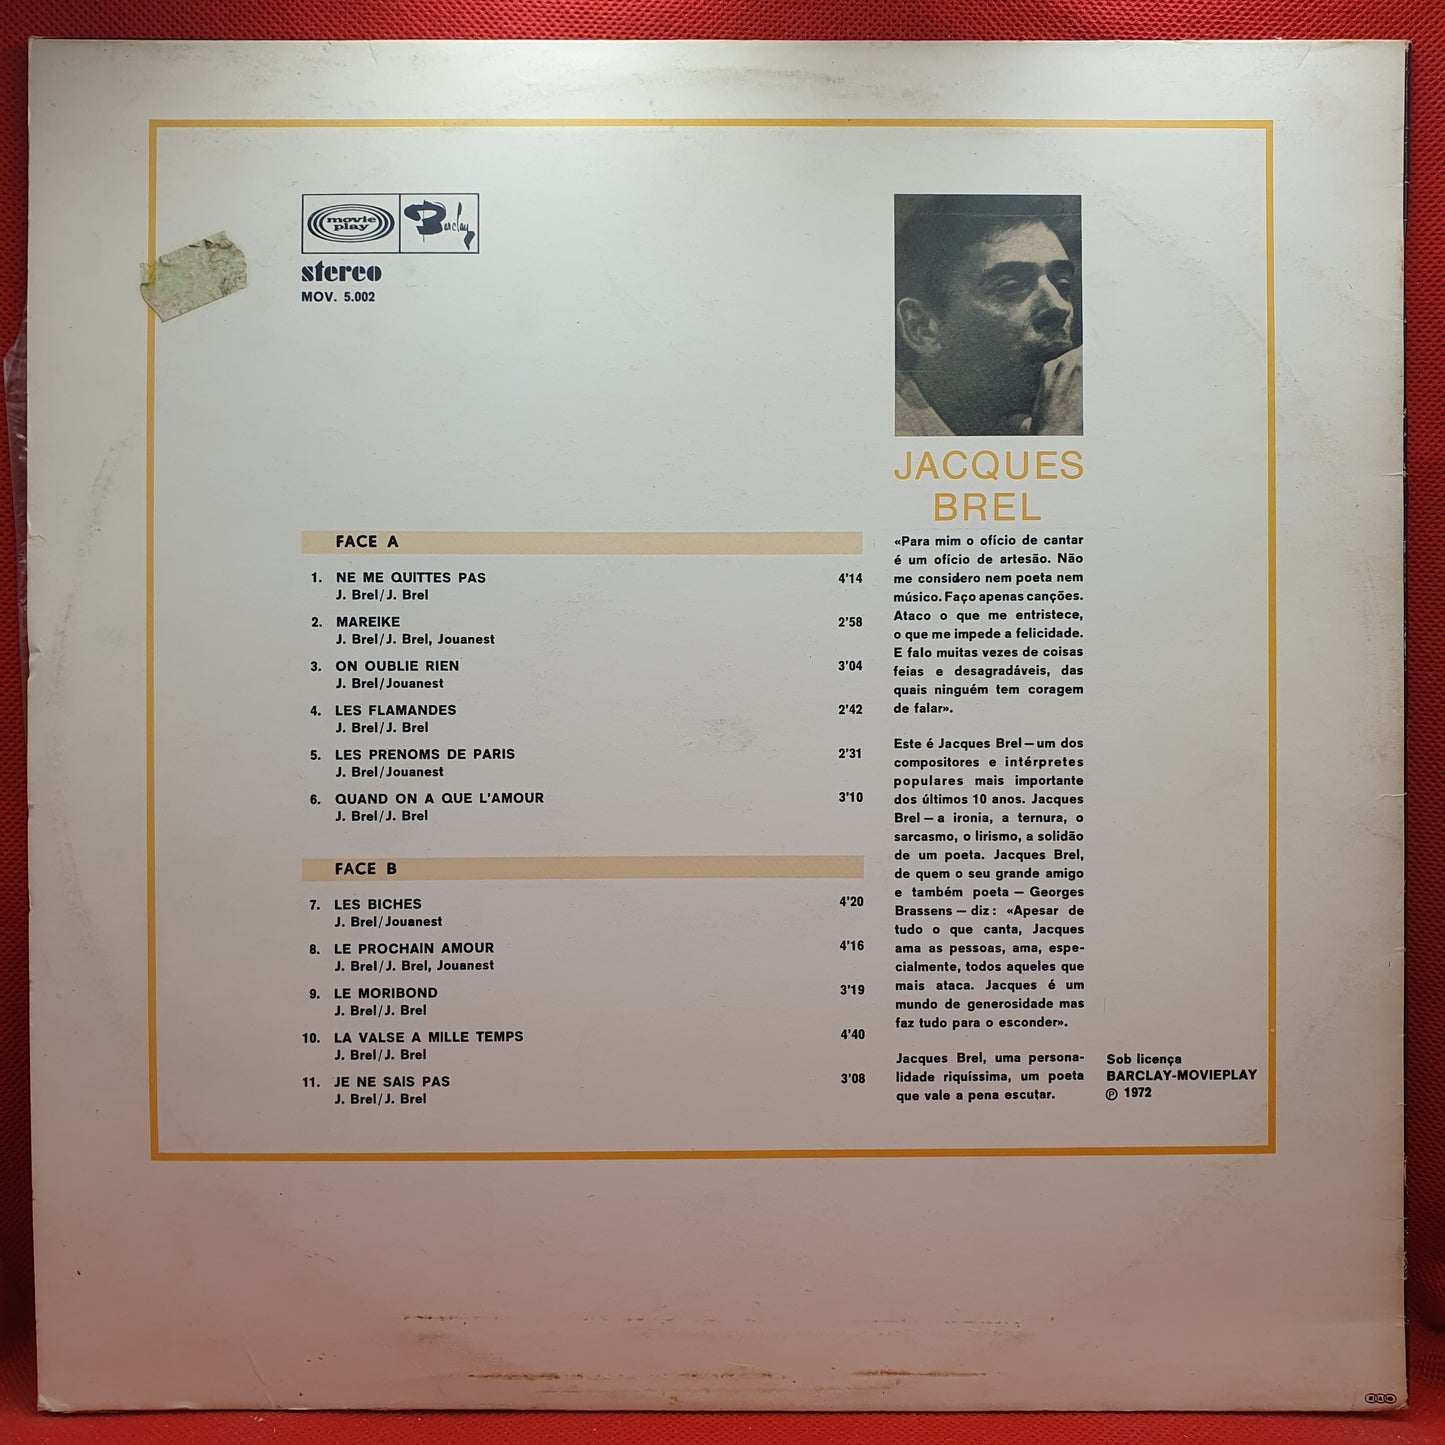 movie
play
Barclay
stereo
MOV. 5.002
JACQUES
BREL
FACE A
1. NE ME QUITTES PAS 4'14
J. Brel/J. Brel
2. MAREIKE 2'58
J. Brel/J. Brel, Jouanest
3. ON OUBLIE RIEN 3'04
J. Brel/Jouanest
4. LES FLAMANDES 2'42
J. Brel/J. Brel
5. LES PRENOMS DE PARIS 2'31
J. Brel/Jouanest
6. QUAND ON A QUE L'AMOUR 3'10
J. Brel/J. Brel
FACE B
7. LES BICHES 4'20
J. Brel/Jouanest
8. LE PROCHAIN AMOUR 4'16
J. Brel/J. Brel, Jouanest
9. LE MORIBOND 3'19
J. Brel/J. Brel
10. LA VALSE A MILLE TEMPS 4'40
J. Brel/J. Brel
11. JE NE SAIS PAS 3'08
J. Brel/J. Brel
«Para mim o ofício de cantar
é um ofício de artesão. Não
me considero nem poeta nem
músico. Faço apenas canções.
Ataco o que me entristece,
o que me impede a felicidade.
E falo muitas vezes de coisas
feias e desagradáveis, das
quais ninguém tem coragem
de falar».
Este é Jacques Brel — um dos
compositores e intérpretes
populares mais importante
dos últimos 10 anos. Jacques
Brel — a ironia, a ternura, o
sarcasmo, o lirismo, a solidão
de um poeta. Jacques Brel,
de quem o seu grande amigo
e também poeta — Georges
Brassens — diz: «Apesar de
tudo o que canta, Jacques
ama as pessoas, ama, espe-
cialmente, todos aqueles que
mais ataca. Jacques é um
mundo de generosidade mas
faz tudo para o esconder».
Jacques Brel, uma persona-
lidade riquíssima, um poeta
que vale a pena escutar.
Sob licença
BARCLAY-MOVIEPLAY
℗ 1972